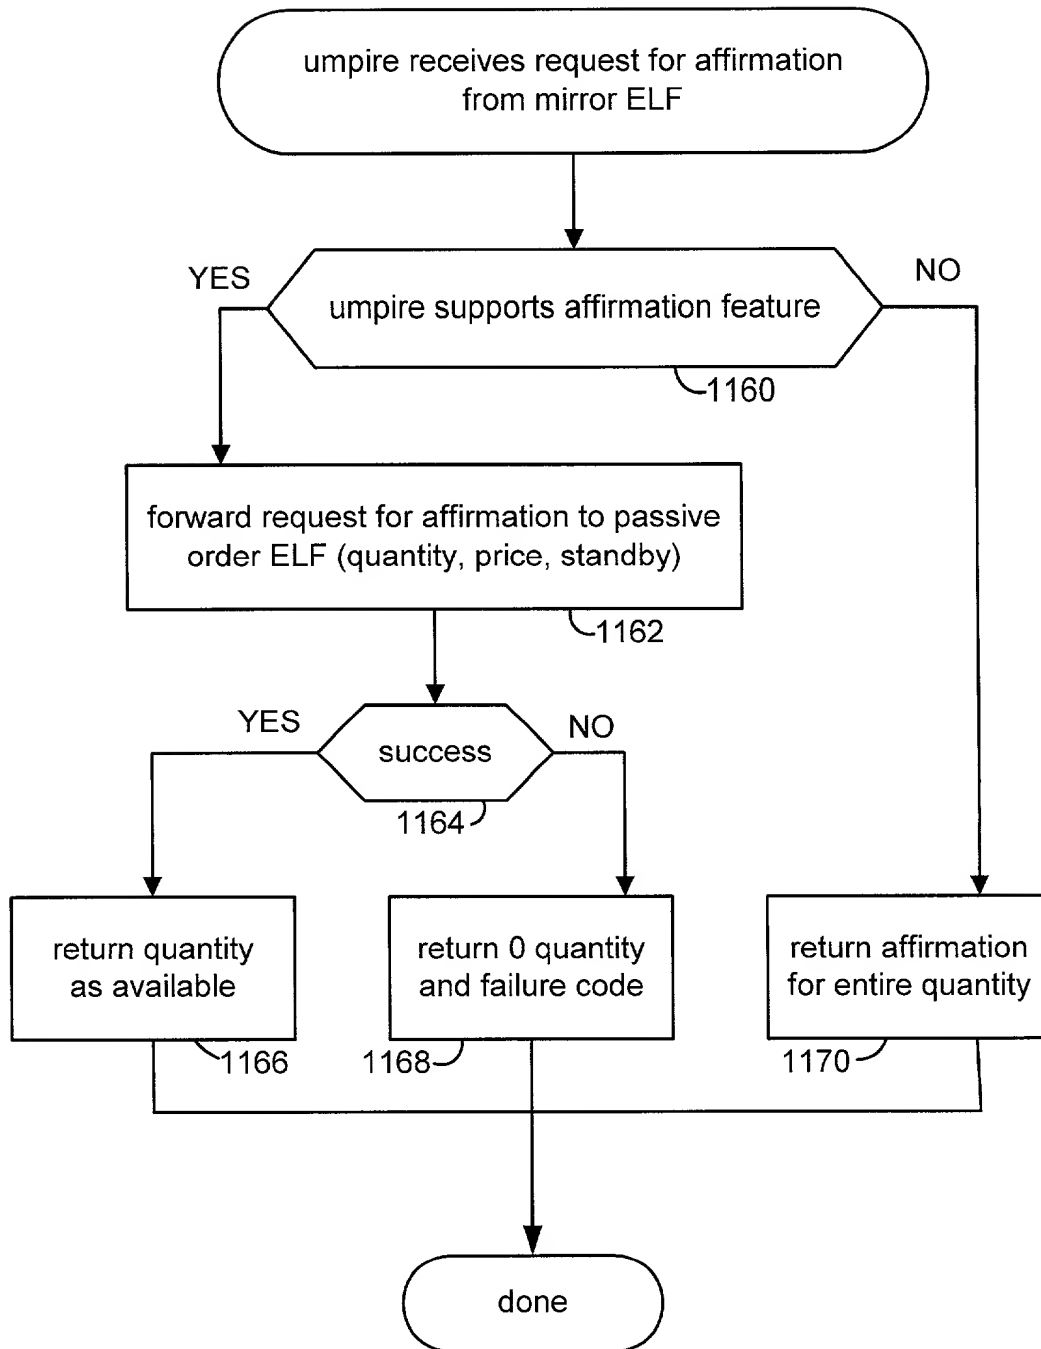 umpire receives request for affirmation
from mirror ELF
YES
NO
umpire supports affirmation feature
1160
forward request for affirmation to passive
order ELF (quantity, price, standby)
1162
YES
NO
success
1164
return quantity
as available
1166
return 0 quantity
and failure code
1168
return affirmation
for entire quantity
1170
done